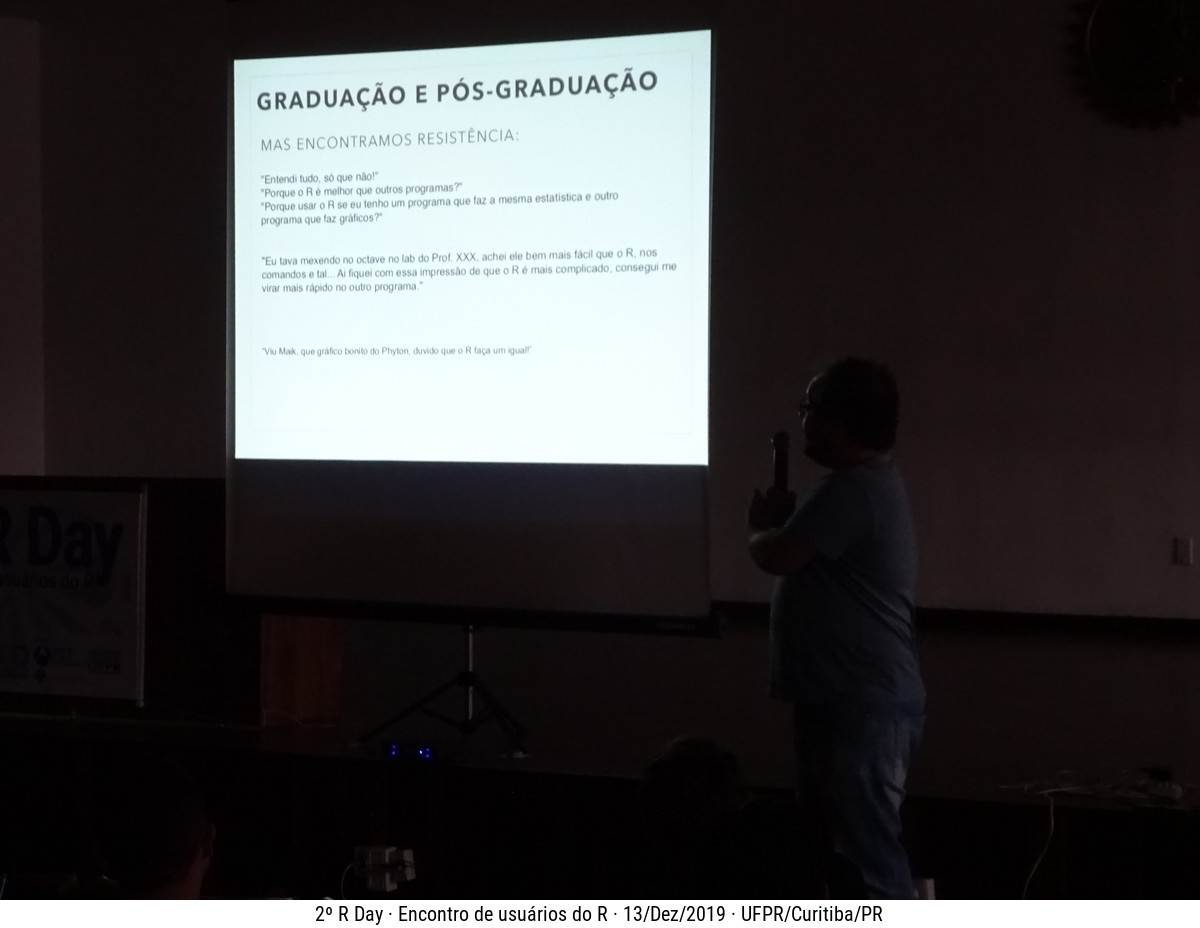 GRADUAÇÃO E PÓS-GRADUAÇÃO
MAS ENCONTRAMOS RESISTÊNCIA:
"Entendi tudo, só que não!"
"Porque o R é melhor que outros programas?"
"Porque usar o R se eu tenho um programa que faz a mesma estatística e outro
programa que faz gráficos?"
"Eu tava mexendo no octave no lab do Prof. XXX, achei ele bem mais fácil que o R, nos
comandos e tal... Ai fiquei com essa impressão de que o R é mais complicado, consegui me
virar mais rápido no outro programa."
"Viu Maik, que gráfico bonito do Phyton, duvido que o R faça um igual!"
R Day
usuários do R
2º R Day · Encontro de usuários do R · 13/Dez/2019 · UFPR/Curitiba/PR